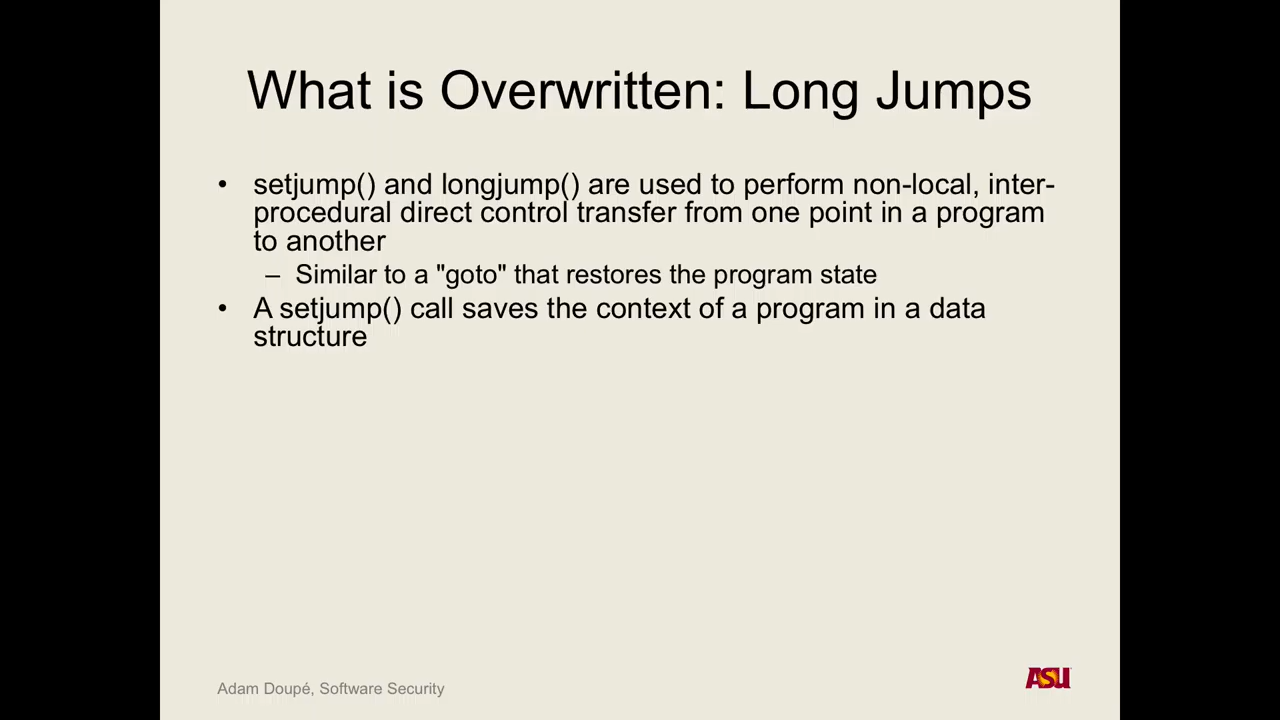 What is Overwritten: Long Jumps
• setjump() and longjump() are used to perform non-local, inter-
procedural direct control transfer from one point in a program
to another
– Similar to a "goto" that restores the program state
• A setjump() call saves the context of a program in a data
structure
Adam Doupé, Software Security
ASU